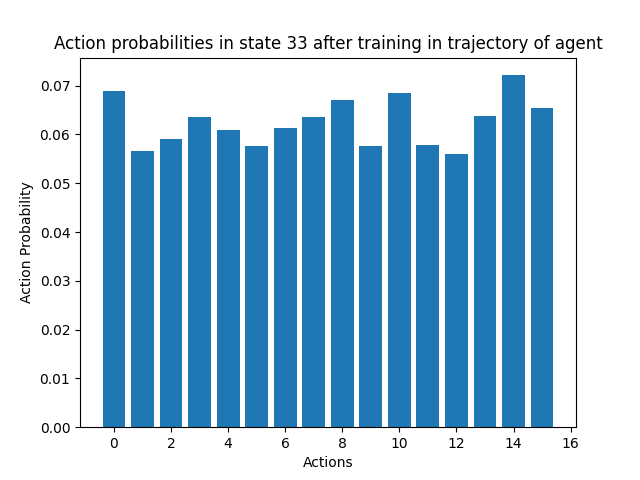 Action probabilities in state 33 after training in trajectory of agent
0.07
0.06
0.05
0.04
0.03
0.02
0.01
0.00
Action Probability
0 2 4 6 8 10 12 14 16
Actions